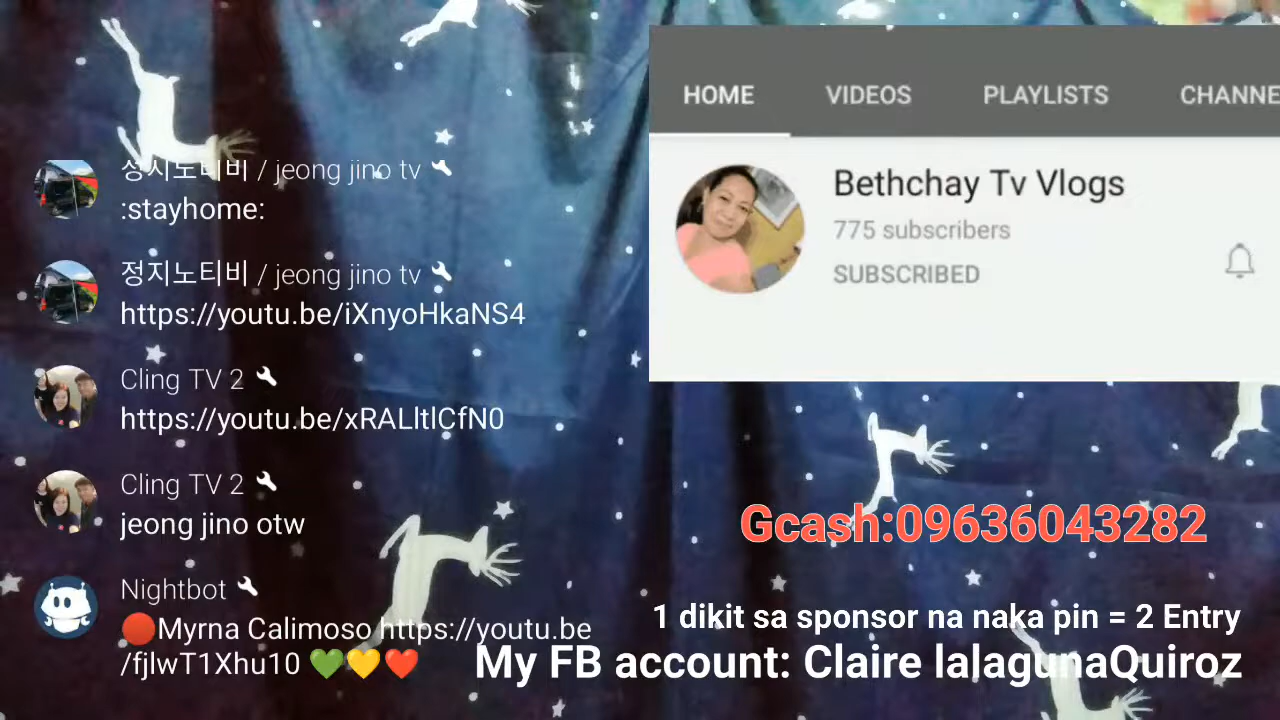 정지노티비 / jeong jino tv
:stayhome:
정지노티비 / jeong jino tv
https://youtu.be/iXnyoHkaNS4
Cling TV 2
https://youtu.be/xRALltlCfN0
Cling TV 2
jeong jino otw
Nightbot
🔴Myrna Calimoso https://youtu.be
/fjlwT1Xhu10 💚💛❤️
HOME VIDEOS PLAYLISTS CHANNE
Bethchay Tv Vlogs
775 subscribers
SUBSCRIBED
Gcash:09636043282
1 dikit sa sponsor na naka pin = 2 Entry
My FB account: Claire lalagunaQuiroz